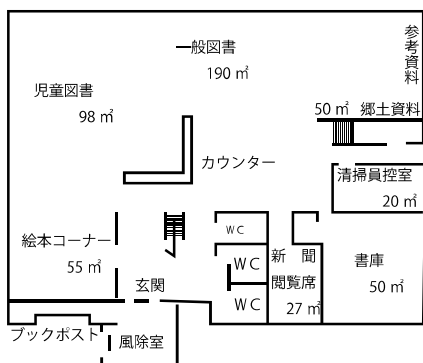 一般図書
190 ㎡
参考資料
児童図書
98 ㎡
50 ㎡ 郷土資料
カウンター
清掃員控室
20 ㎡
絵本コーナー
55 ㎡
WC
WC
WC
新聞
閲覧席
27 ㎡
書庫
50 ㎡
玄関
ブックポスト
風除室